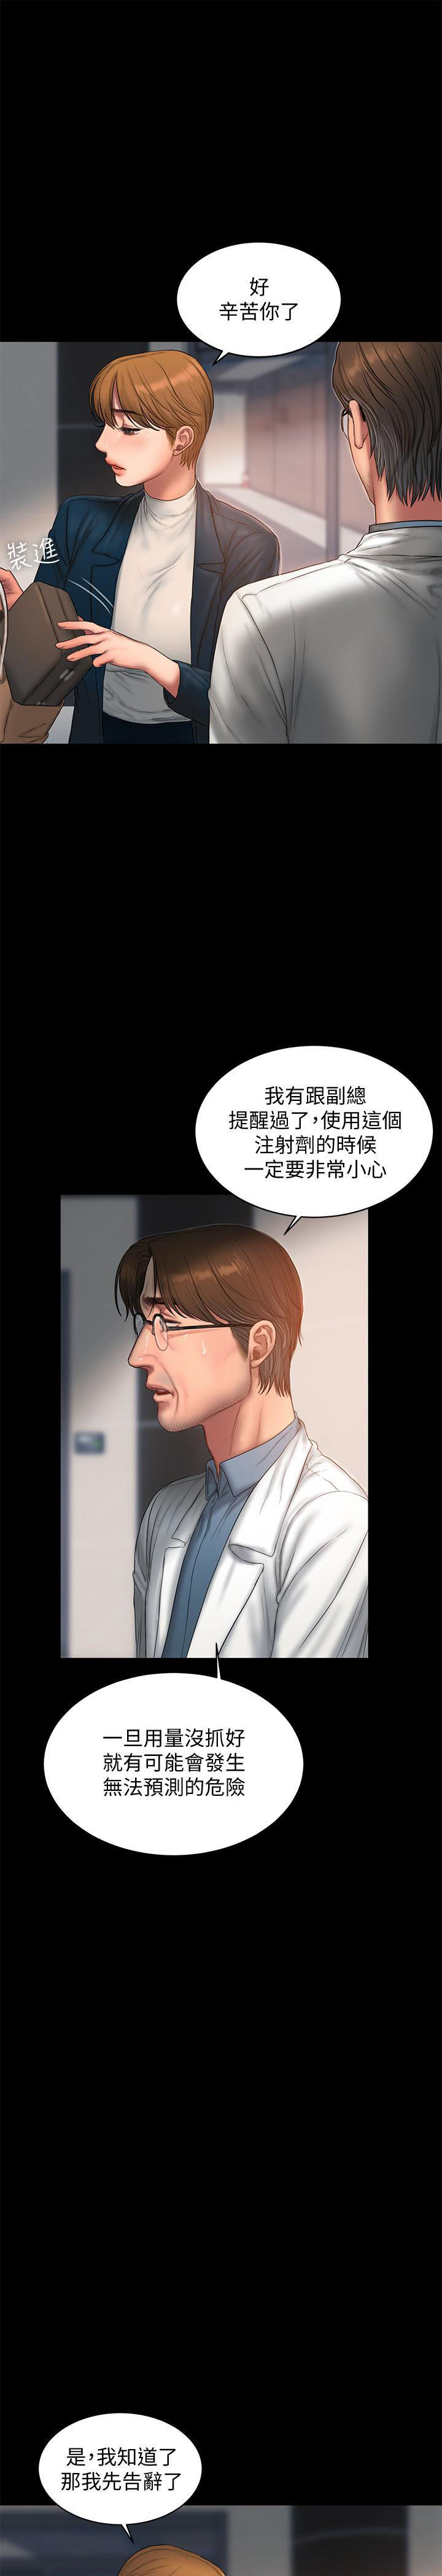 好
辛苦你了
裝進
我有跟副總
提醒過了，使用這個
注射劑的時候
一定要非常小心
一旦用量沒抓好
就有可能會發生
無法預測的危險
是，我知道了
那我先告辭了